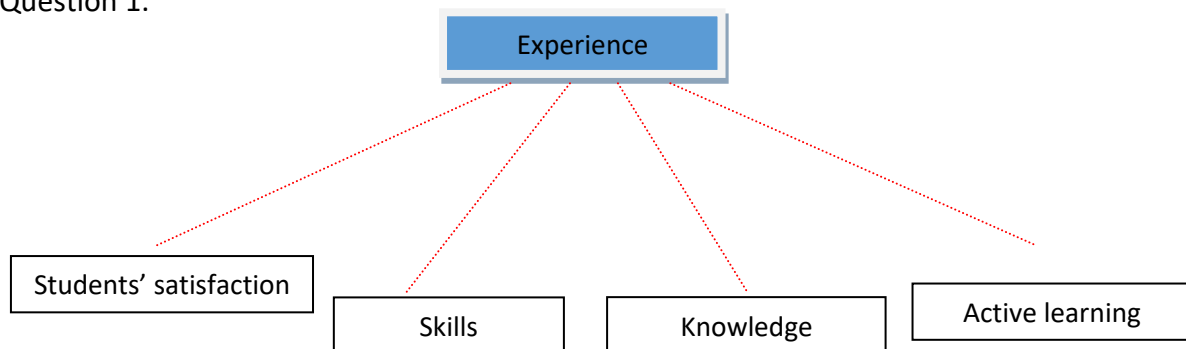 Question 1.
Experience
Students’ satisfaction
Skills
Knowledge
Active learning